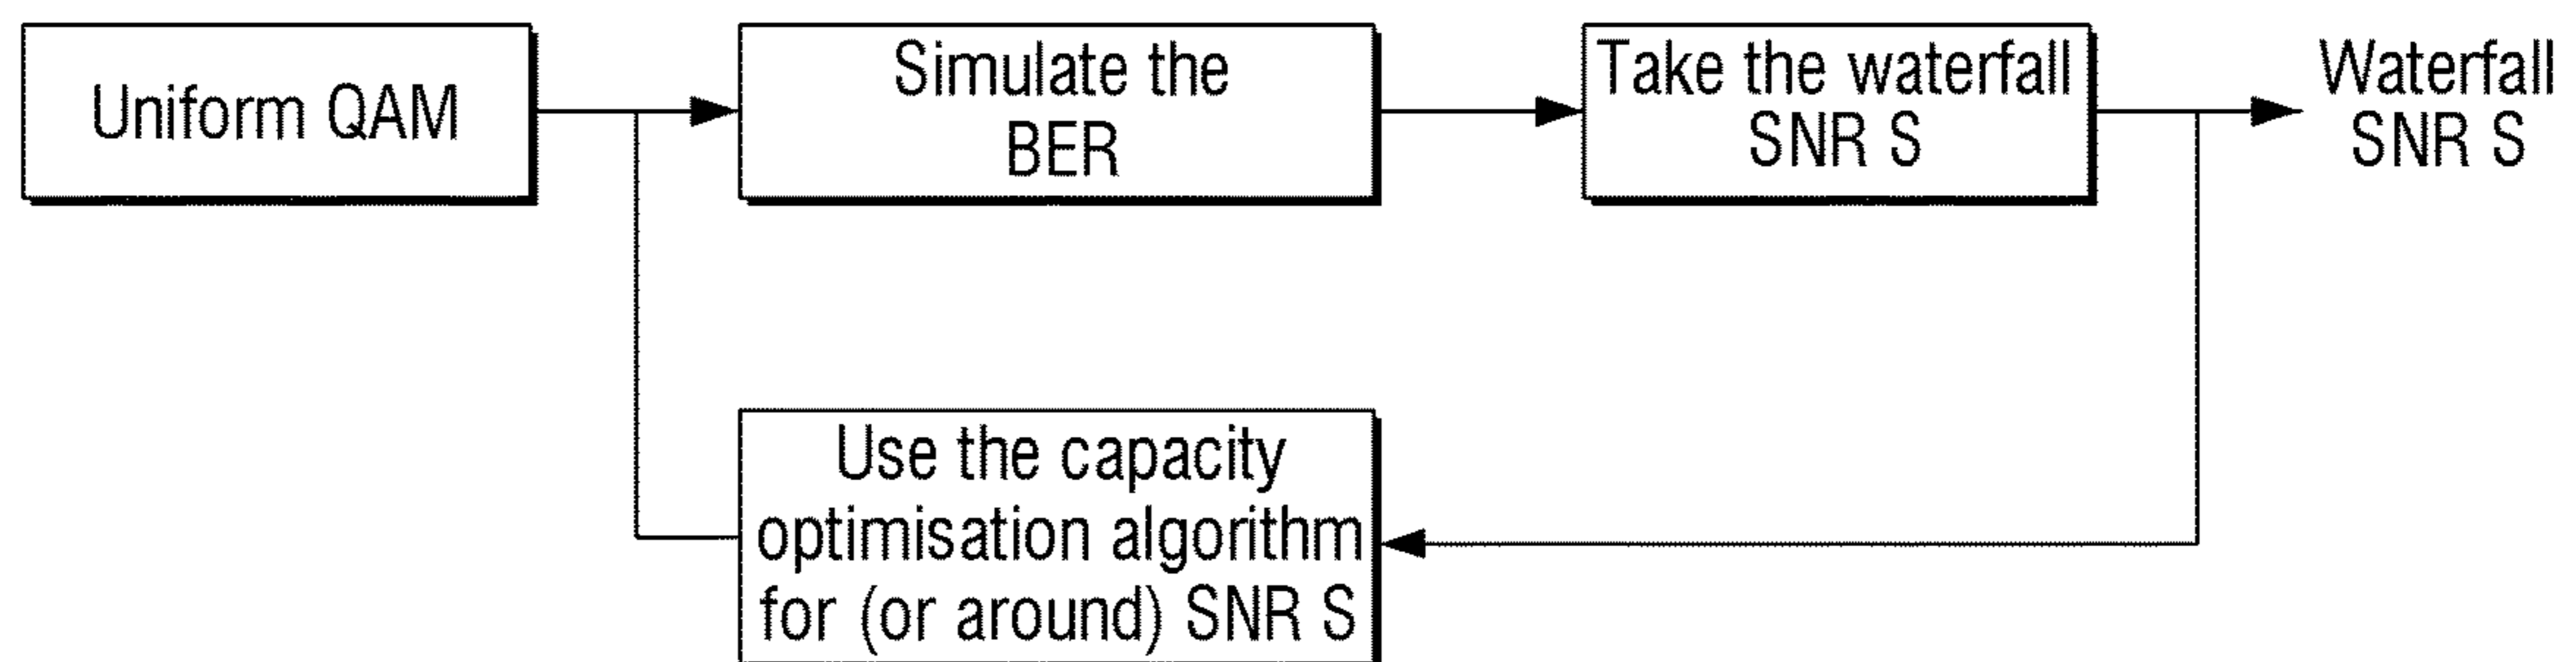 Uniform QAM
Simulate the
BER
Take the waterfall
SNR S
Waterfall
SNR S
Use the capacity
optimisation algorithm
for (or around) SNR S